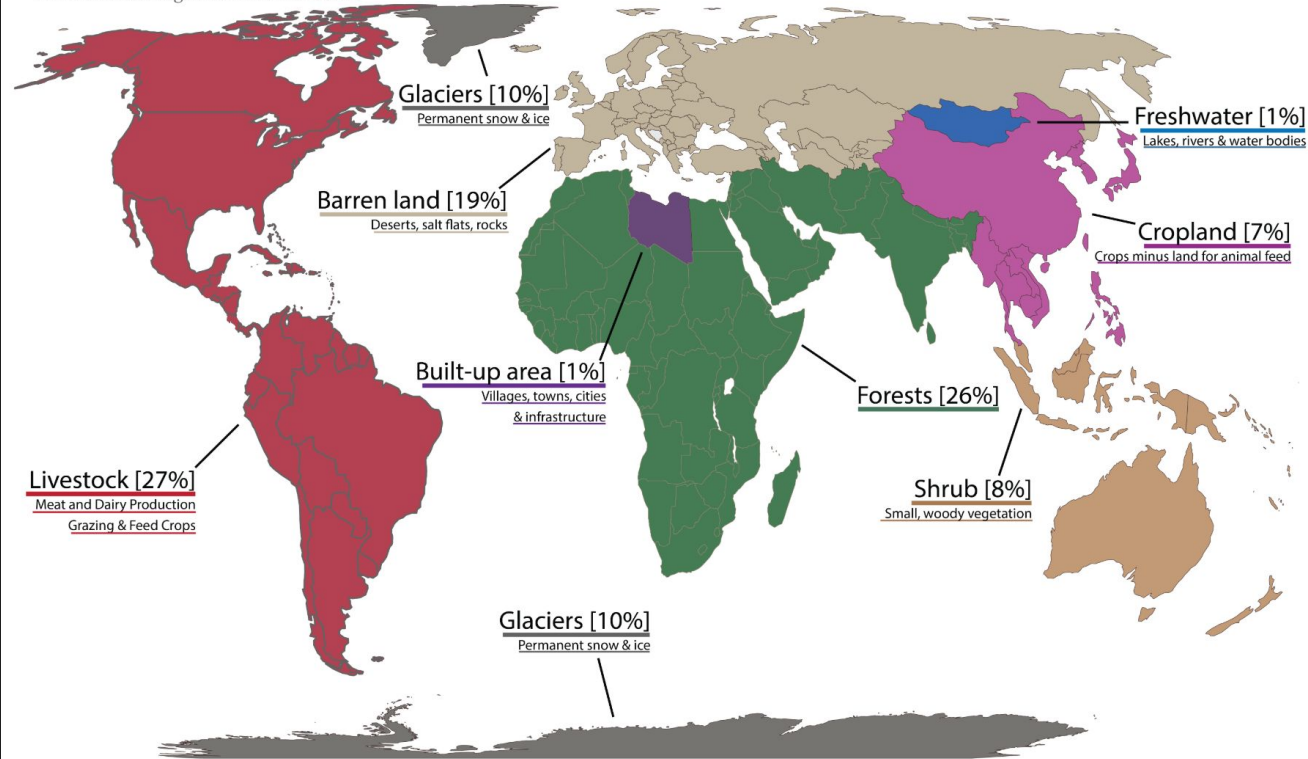 Glaciers [10%]
Permanent snow & ice
Freshwater [1%]
Lakes, rivers & water bodies
Barren land [19%]
Deserts, salt flats, rocks
Cropland [7%]
Crops minus land for animal feed
Built-up area [1%]
Villages, towns, cities
& infrastructure
Forests [26%]
Livestock [27%]
Meat and Dairy Production
Grazing & Feed Crops
Shrub [8%]
Small, woody vegetation
Glaciers [10%]
Permanent snow & ice